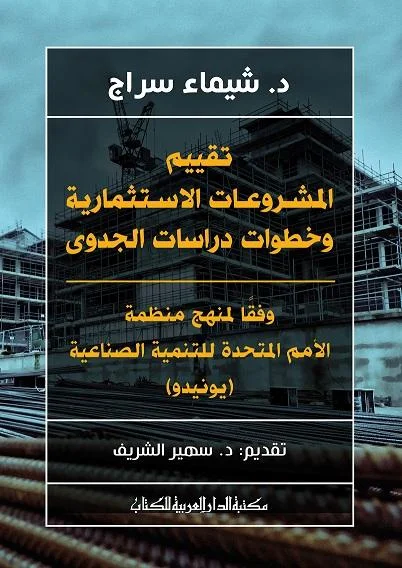 د. شيماء سراج
تقييم
المشروعات الاستثمارية
وخطوات دراسات الجدوى
وفقًا لمنهج منظمة
الأمم المتحدة للتنمية الصناعية
(يونيدو)
تقديم: د. سهير الشريف
مكتبة الدار العربية للكتاب